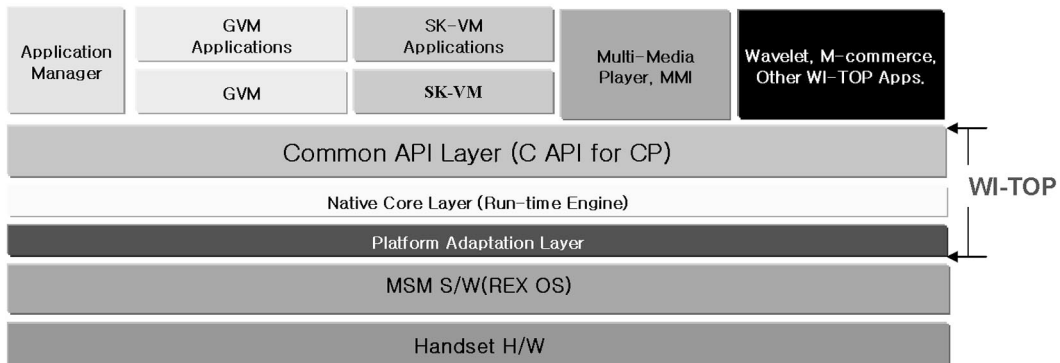 Application
Manager
GVM
Applications
GVM
SK-VM
Applications
SK-VM
Multi-Media
Player, MMI
Wavelet, M-commerce,
Other WI-TOP Apps.
Common API Layer (C API for CP)
Native Core Layer (Run-time Engine)
Platform Adaptation Layer
WI-TOP
MSM S/W(REX OS)
Handset H/W